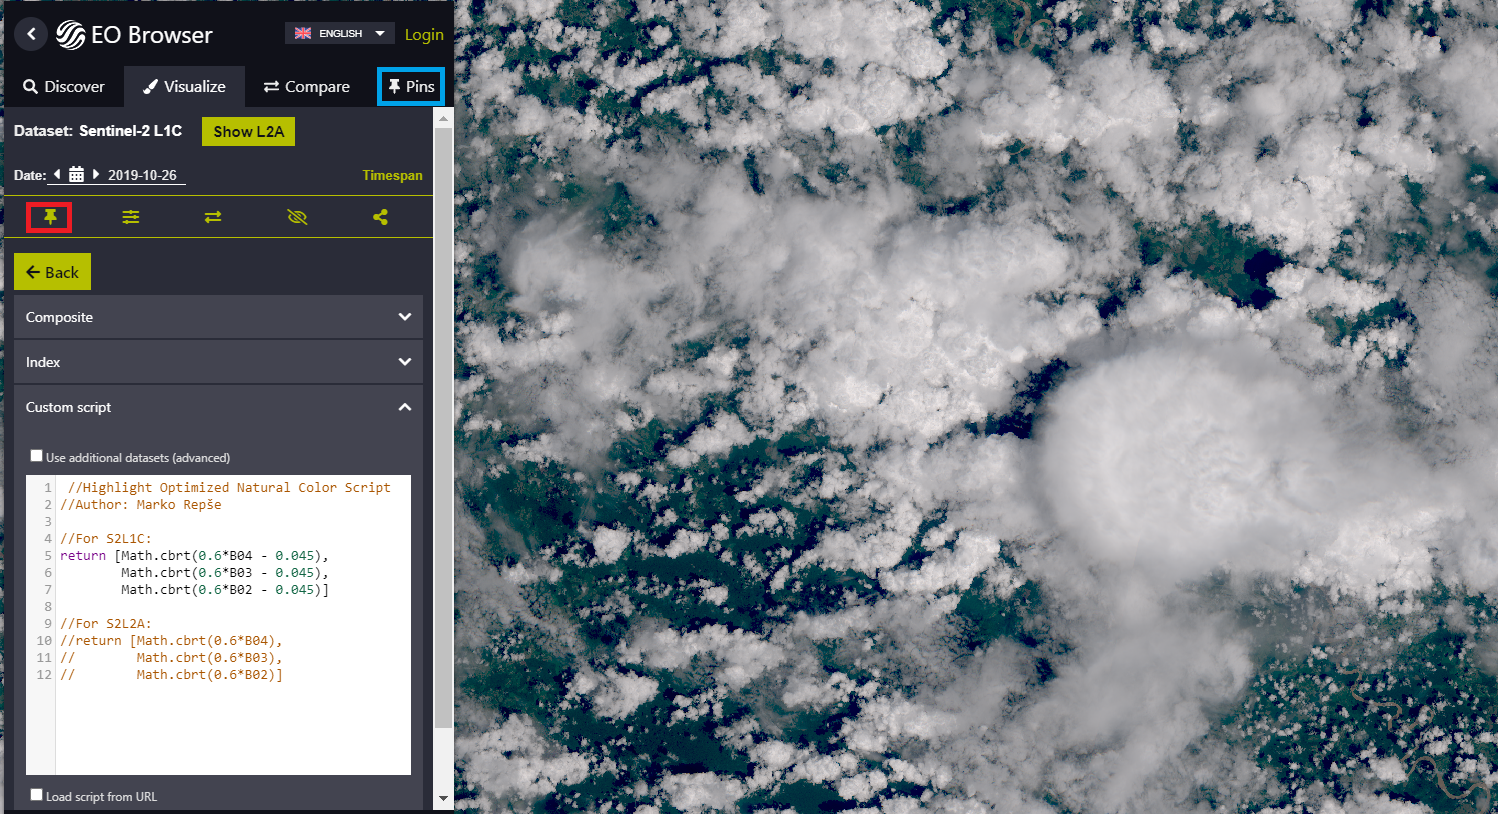 EO Browser
ENGLISH
Login
Discover
Visualize
Compare
Pins
Dataset: Sentinel-2 L1C
Show L2A
Date:
2019-10-26
Timespan
Back
Composite
Index
Custom script
Use additional datasets (advanced)
1 //Highlight Optimized Natural Color Script
2 //Author: Marko Repše
3
4 //For S2L1C:
5 return [Math.cbrt(0.6*B04 - 0.045),
6 Math.cbrt(0.6*B03 - 0.045),
7 Math.cbrt(0.6*B02 - 0.045)]
8
9 //For S2L2A:
10 //return [Math.cbrt(0.6*B04),
11 // Math.cbrt(0.6*B03),
12 // Math.cbrt(0.6*B02)]
Load script from URL